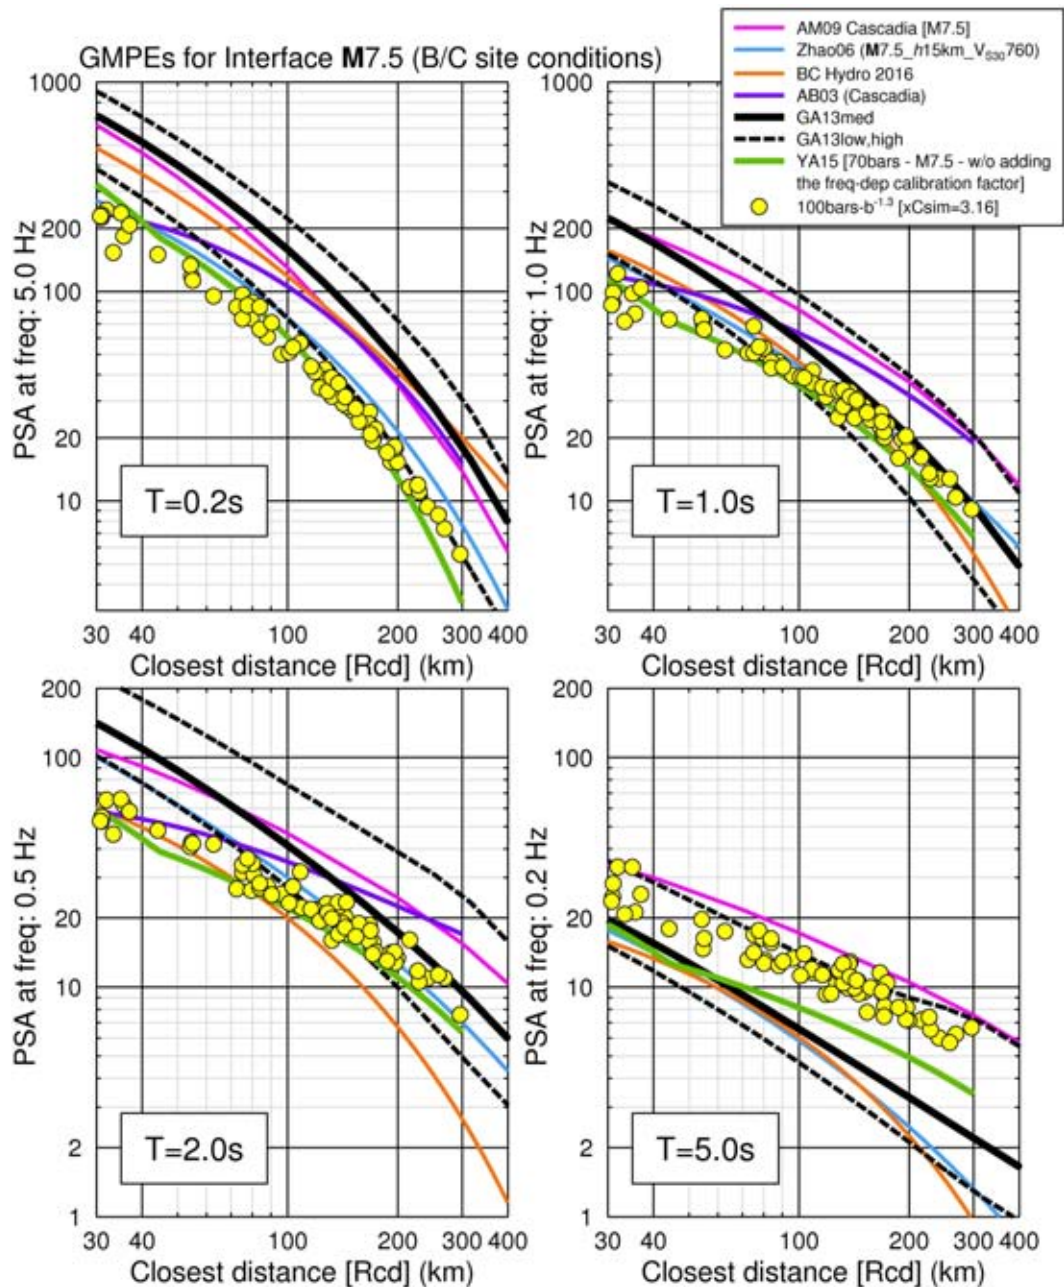 GMPEs for Interface M7.5 (B/C site conditions)
AM09 Cascadia [M7.5]
Zhao06 (M7.5_h15km_VS30760)
BC Hydro 2016
AB03 (Cascadia)
GA13med
GA13low,high
YA15 [70bars - M7.5 - w/o adding
the freq-dep calibration factor]
100bars-b-1.3 [xCsim=3.16]
PSA at freq: 5.0 Hz
1000
200
100
20
10
T=0.2s
30 40 100 200 300 400
Closest distance [Rcd] (km)
PSA at freq: 1.0 Hz
1000
200
100
20
10
T=1.0s
30 40 100 200 300 400
Closest distance [Rcd] (km)
PSA at freq: 0.5 Hz
200
100
20
10
2
1
T=2.0s
30 40 100 200 300 400
Closest distance [Rcd] (km)
PSA at freq: 0.2 Hz
200
100
20
10
2
1
T=5.0s
30 40 100 200 300 400
Closest distance [Rcd] (km)